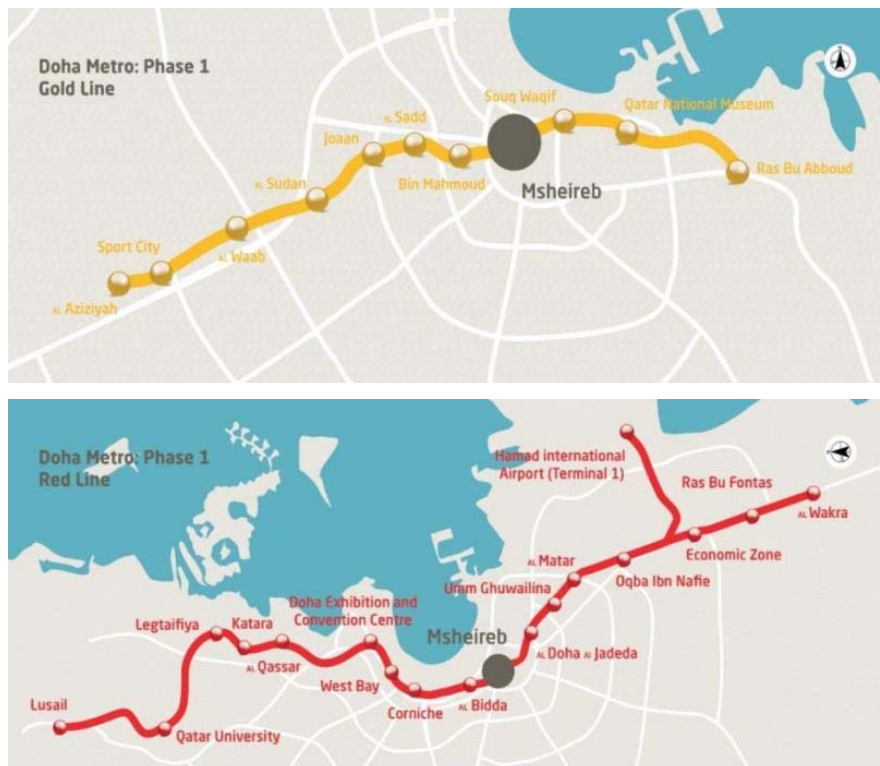 Doha Metro: Phase 1
Gold Line
Souq Waqif
Qatar National Museum
AL Sadd
Joaan
Bin Mahmoud
Ras Bu Abboud
AL Sudan
Msheireb
Sport City
AL Waab
AL Aziziyah
Doha Metro: Phase 1
Red Line
Hamad international
Airport (Terminal 1)
Ras Bu Fontas
AL Wakra
Economic Zone
AL Matar
Oqba Ibn Nafie
Umm Ghuwailina
Doha Exhibition and
Convention Centre
Legtaifiya
Katara
Msheireb
AL Doha Al Jadeda
AL Qassar
West Bay
Lusail
Corniche
AL Bidda
Qatar University